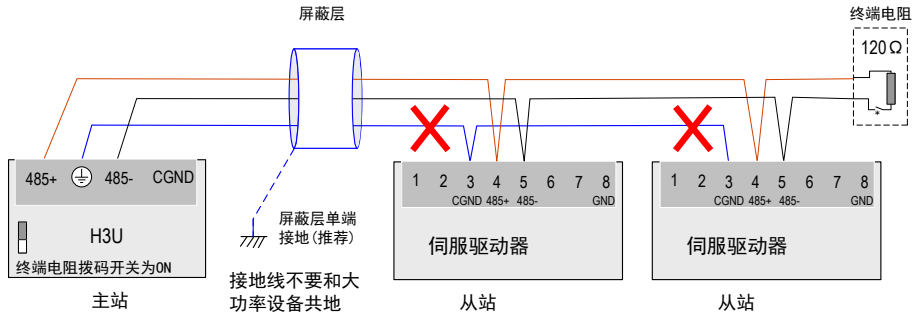 屏蔽层
终端电阻
120Ω
*
485+ 485- CGND
H3U
终端电阻拨码开关为ON
主站
屏蔽层单端
接地(推荐)
接地线不要和大
功率设备共地
1 2 3 4 5 6 7 8
CGND 485+ 485- GND
伺服驱动器
从站
1 2 3 4 5 6 7 8
CGND 485+ 485- GND
伺服驱动器
从站